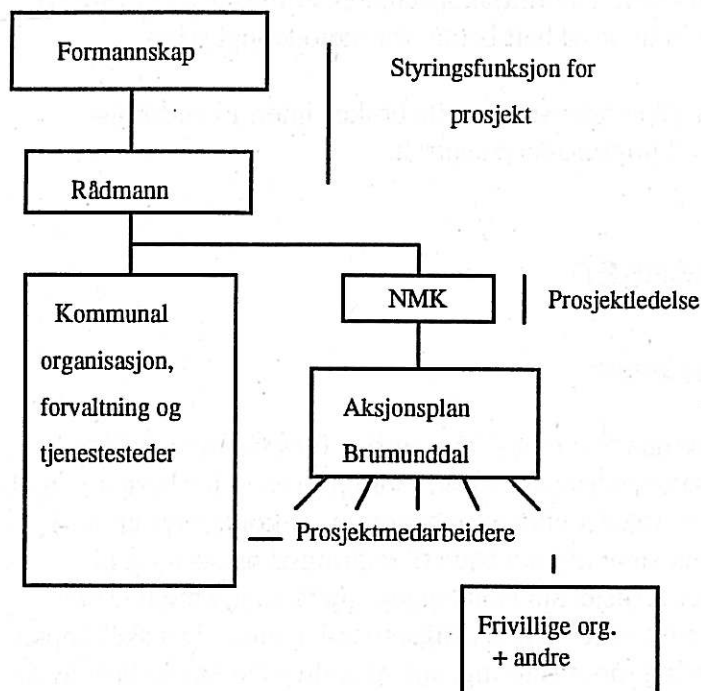 Formannskap
Styringsfunksjon for
prosjekt
Rådmann
NMK
Prosjektledelse
Kommunal
organisasjon,
forvaltning og
tjenestesteder
Aksjonsplan
Brumunddal
Prosjektmedarbeidere
Frivillige org.
+ andre